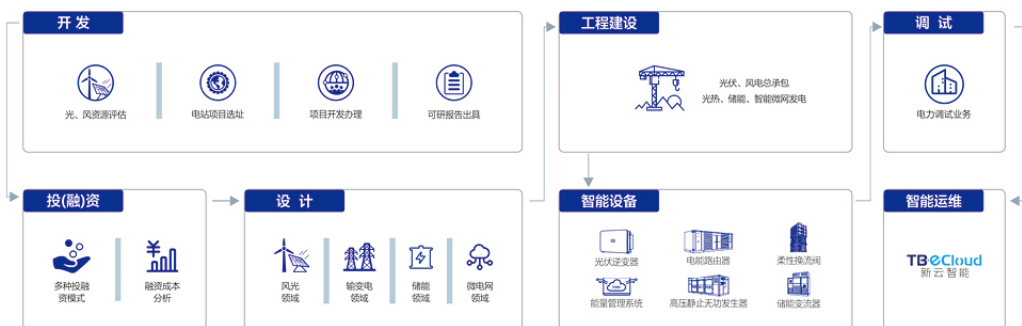 开 发
光、风资源评估
电站项目选址
项目开发办理
可研报告出具
工程建设
光伏、风电总承包
光热、储能、智能微网发电
调 试
电力调试业务
投(融)资
多种投融
资模式
融资成本
分析
设 计
风光
领域
输变电
领域
储能
领域
微电网
领域
智能设备
光伏逆变器
电能路由器
柔性换流阀
能量管理系统
高压静止无功发生器
储能变流器
智能运维
TBeCloud
新云智能